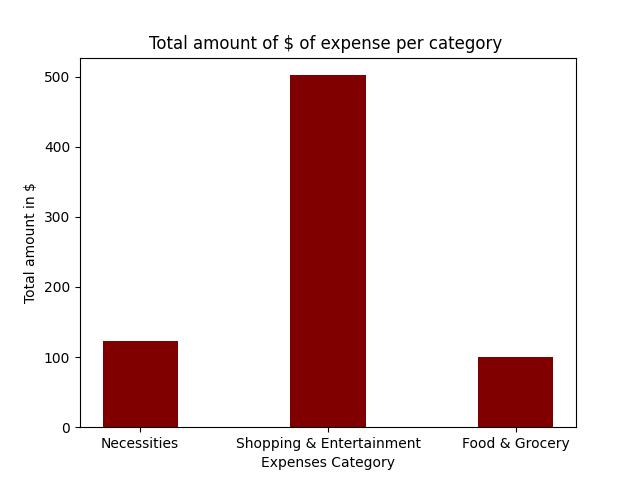 Total amount of $ of expense per category
500
400
300
200
100
0
Total amount in $
Necessities
Shopping & Entertainment
Food & Grocery
Expenses Category